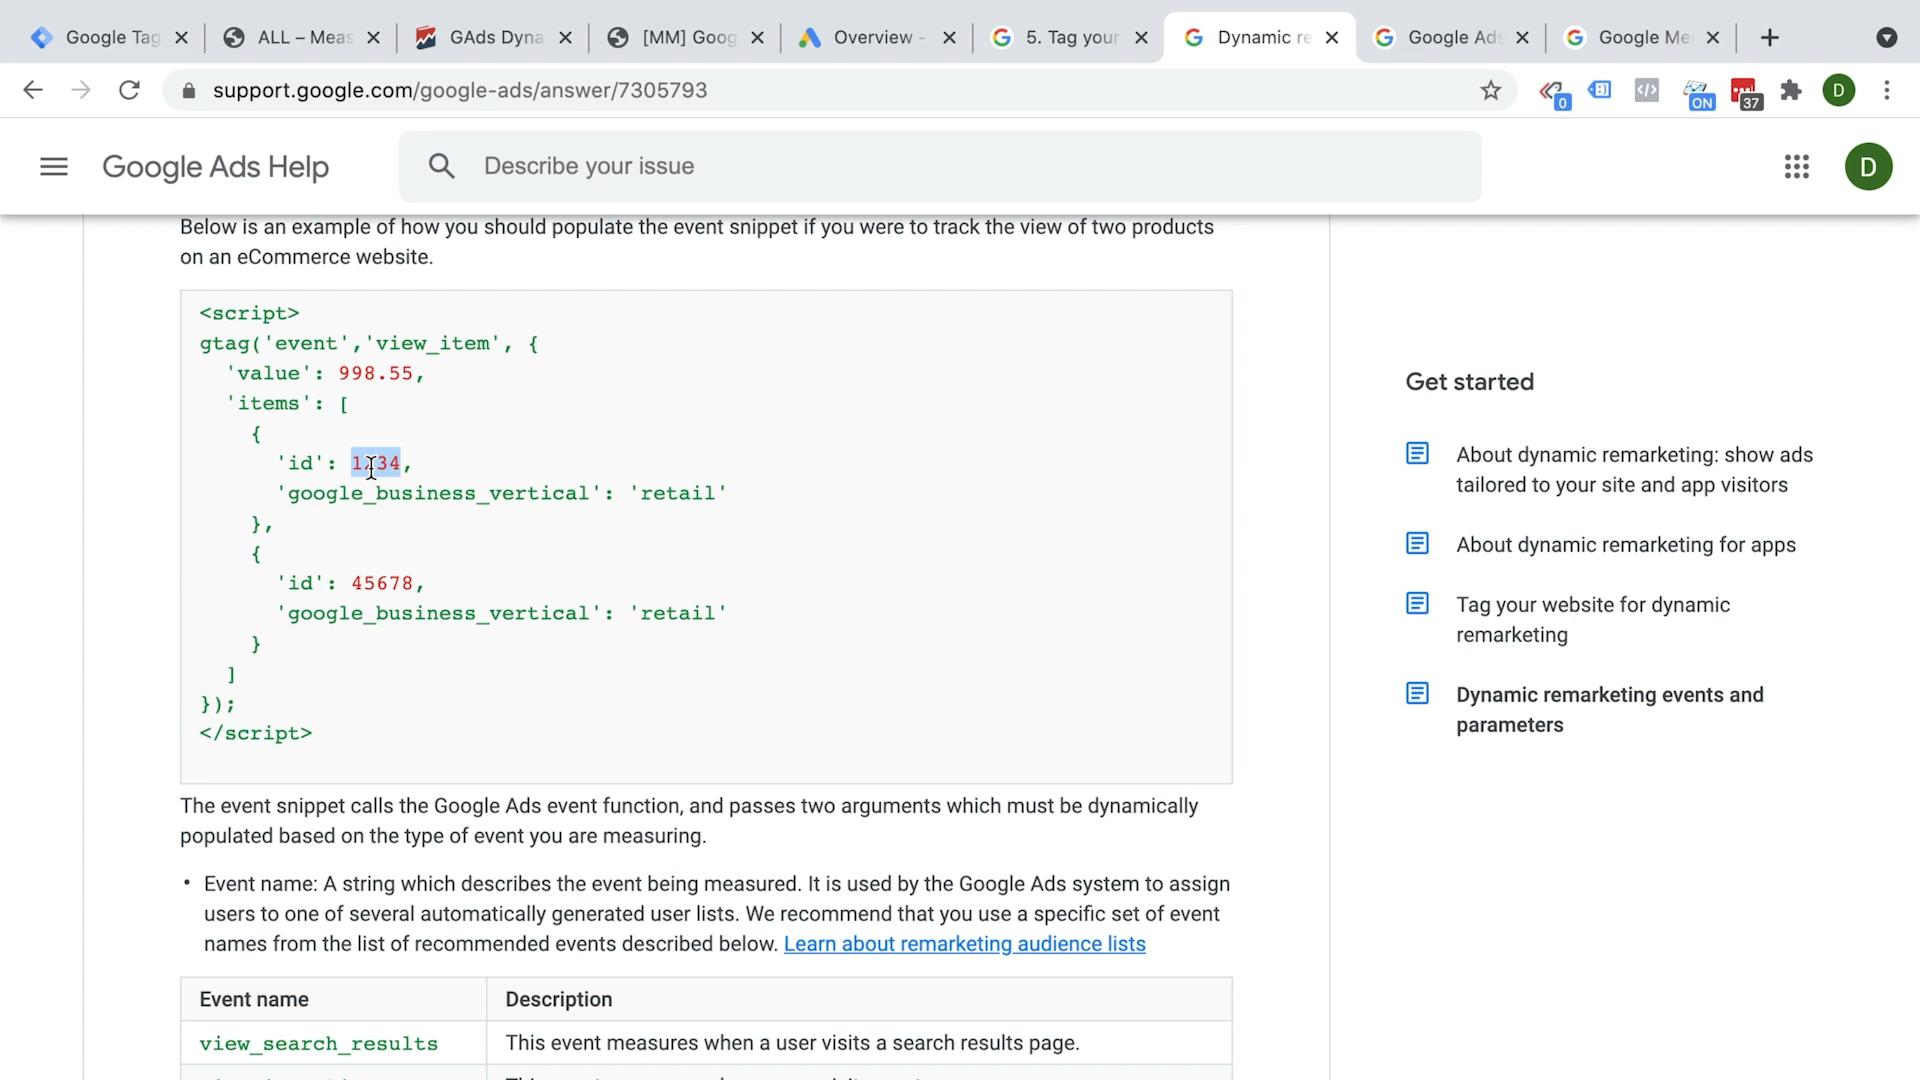 Google Tag
ALL – Meas
GAds Dyna
[MM] Goog
Overview -
5. Tag your
Dynamic re
Google Ads
Google Me
support.google.com/google-ads/answer/7305793
0
ON
37
D
Google Ads Help
Describe your issue
D
Below is an example of how you should populate the event snippet if you were to track the view of two products
on an eCommerce website.
<script>
gtag('event','view_item', {
'value': 998.55,
'items': [
{
'id': 1234,
'google_business_vertical': 'retail'
},
{
'id': 45678,
'google_business_vertical': 'retail'
}
]
});
</script>
The event snippet calls the Google Ads event function, and passes two arguments which must be dynamically
populated based on the type of event you are measuring.
• Event name: A string which describes the event being measured. It is used by the Google Ads system to assign
users to one of several automatically generated user lists. We recommend that you use a specific set of event
names from the list of recommended events described below. Learn about remarketing audience lists
Event name
Description
view_search_results
This event measures when a user visits a search results page.
Get started
About dynamic remarketing: show ads
tailored to your site and app visitors
About dynamic remarketing for apps
Tag your website for dynamic
remarketing
Dynamic remarketing events and
parameters